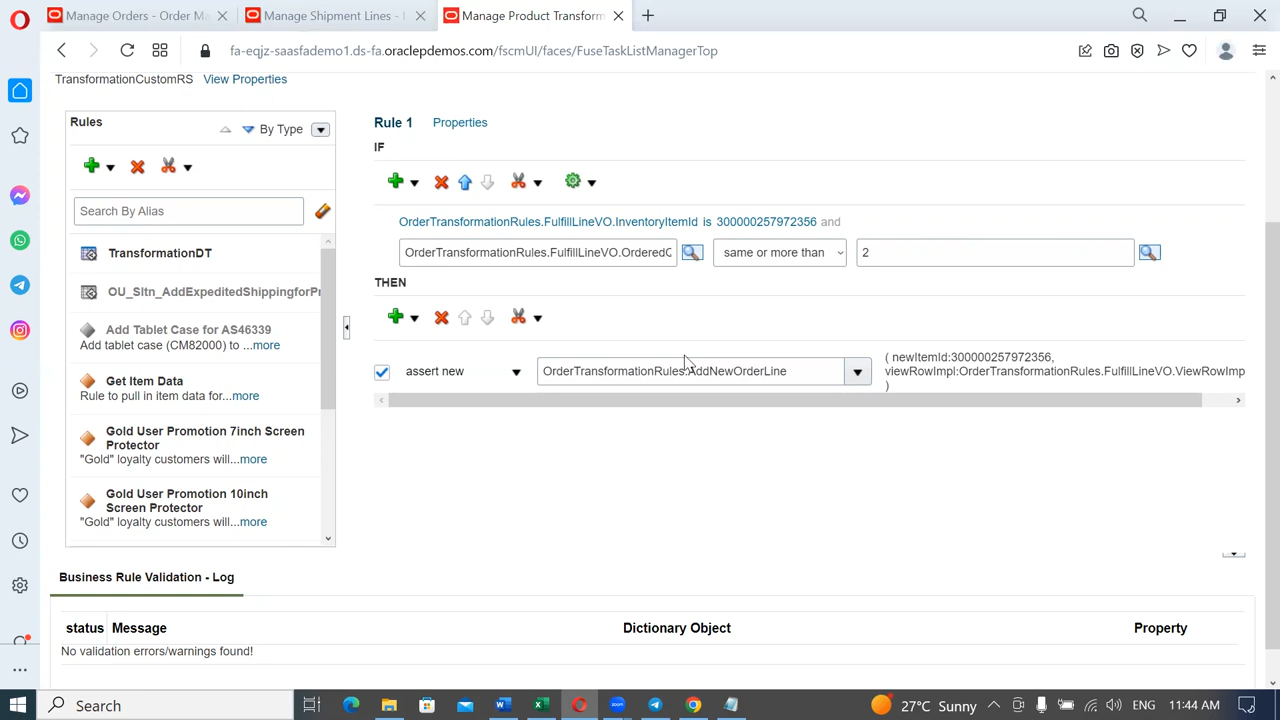 Manage Orders - Order Ma
Manage Shipment Lines -
Manage Product Transform
fa-eqjz-saasfademo1.ds-fa.oraclepdemos.com/fscmUI/faces/FuseTaskListManagerTop
TransformationCustomRS View Properties
Rules
By Type
Search By Alias
TransformationDT
OU_Sltn_AddExpeditedShippingforPr
Add Tablet Case for AS46339
Add tablet case (CM82000) to ...more
Get Item Data
Rule to pull in item data for...more
Gold User Promotion 7inch Screen
Protector
"Gold" loyalty customers will...more
Gold User Promotion 10inch
Screen Protector
"Gold" loyalty customers will...more
Rule 1 Properties
IF
OrderTransformationRules.FulfillLineVO.InventoryItemId is 300000257972356 and
OrderTransformationRules.FulfillLineVO.OrderedQ same or more than 2
THEN
assert new OrderTransformationRules.AddNewOrderLine
( newItemId:300000257972356,
viewRowImpl:OrderTransformationRules.FulfillLineVO.ViewRowImp
)
Business Rule Validation - Log
status Message Dictionary Object Property
No validation errors/warnings found!
Search
27°C Sunny ENG 11:44 AM